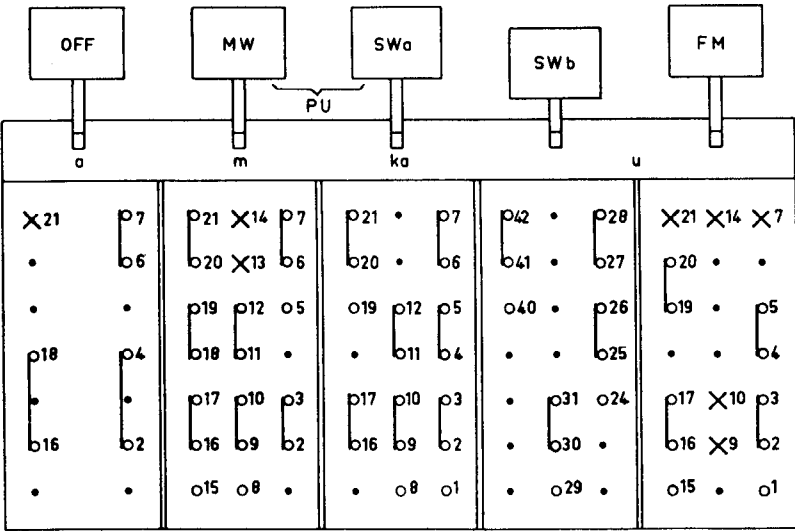 OFF MW SWa SWb FM
PU
a m ka u
21 7 21 14 7 21 7 42 28 21 14 7
6 20 13 6 20 6 41 27 20
19 12 5 19 12 5 40 26 19 5
18 4 18 11 11 4 25 4
17 10 3 17 10 3 31 24 17 10 3
16 2 16 9 2 16 9 2 30 16 9 2
15 8 8 1 29 15 1